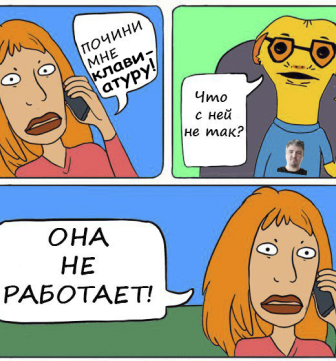 ПОЧИНИ
МНЕ
клави-
атуру!
Что
с ней
не так?
ОНА
НЕ
РАБОТАЕТ!